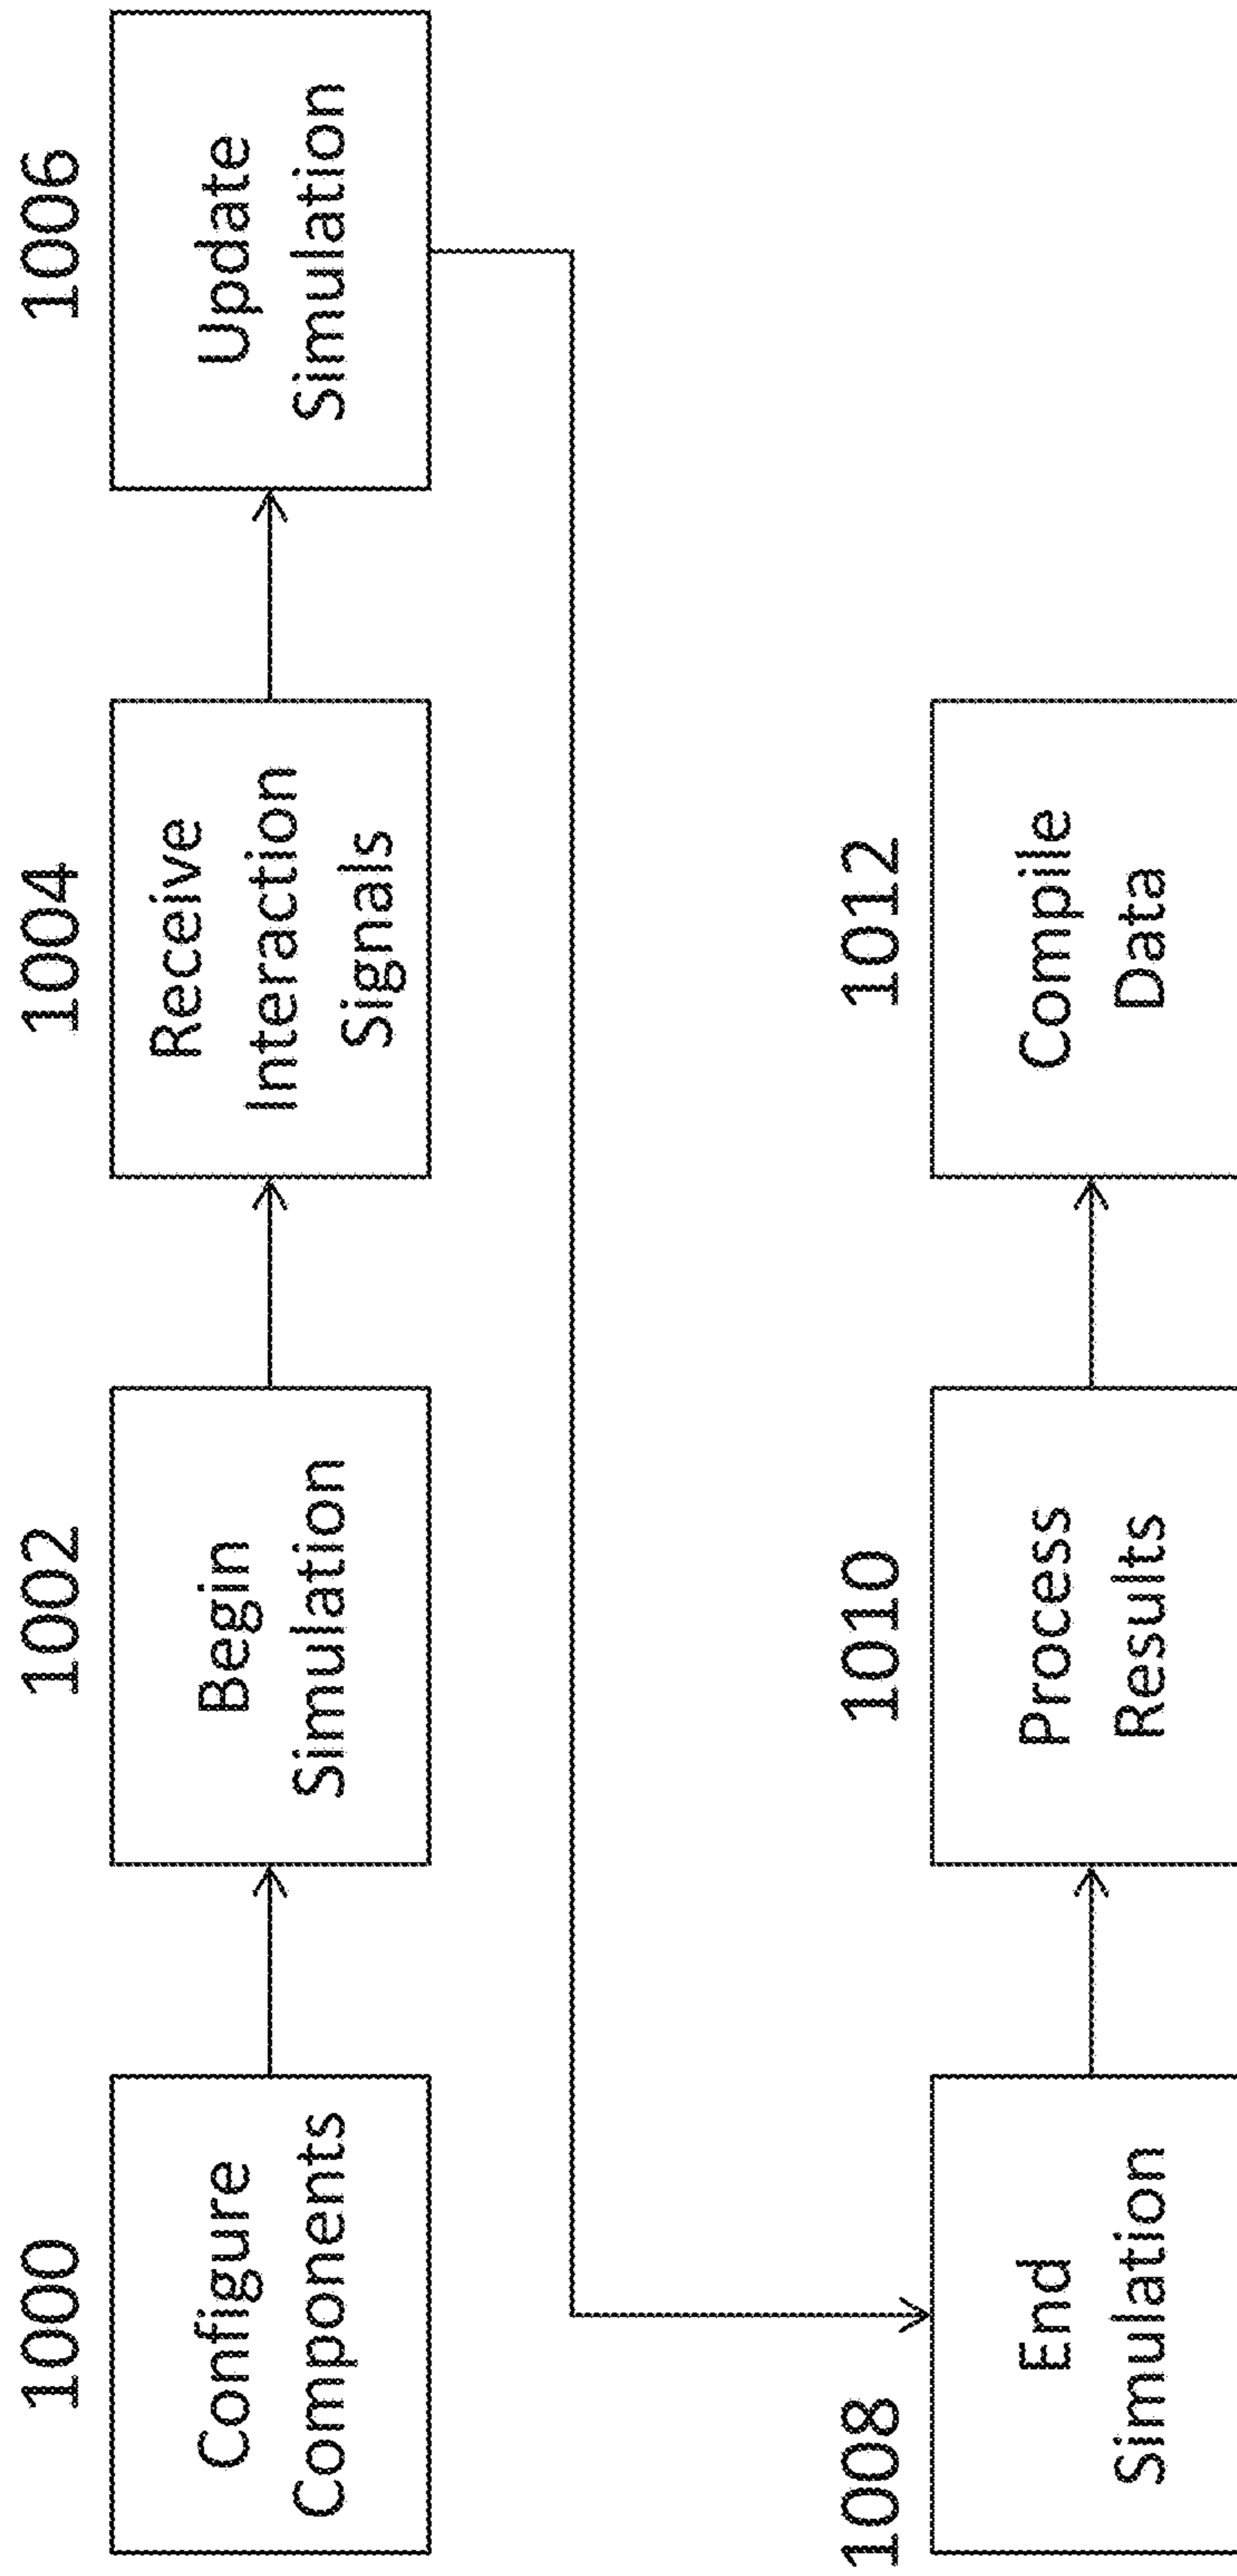 1000
Configure
Components
1002
Begin
Simulation
1004
Receive
Interaction
Signals
1006
Update
Simulation
1008
End
Simulation
1010
Process
Results
1012
Compile
Data